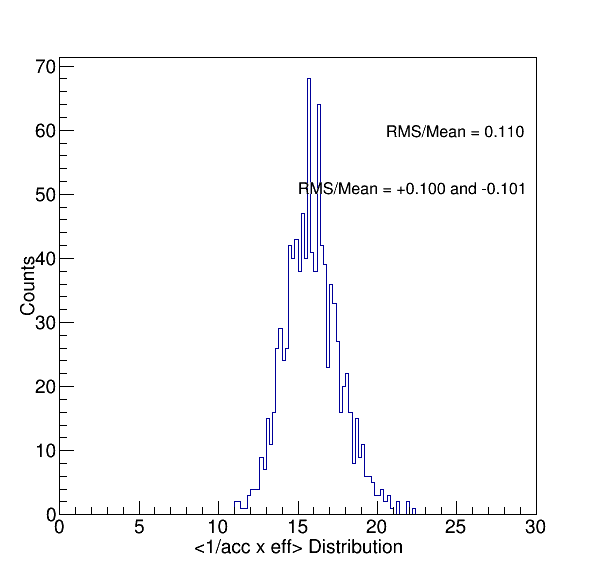 70
60
RMS/Mean = 0.110
RMS/Mean = +0.100 and -0.101
50
40
Counts
30
20
10
0
0 5 10 15 20 25 30
<1/acc x eff> Distribution